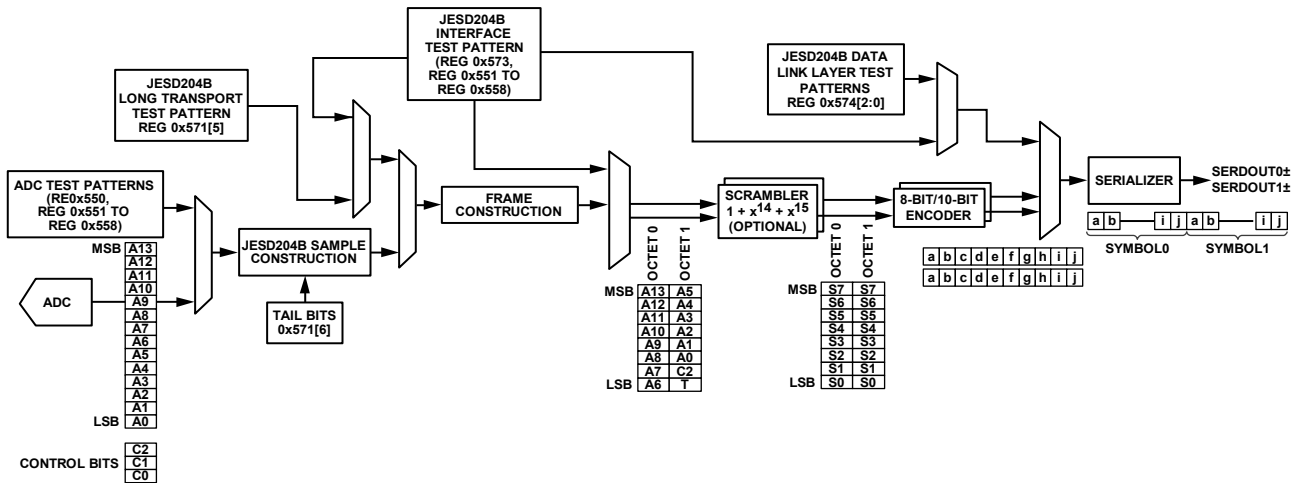 JESD204B
INTERFACE
TEST PATTERN
(REG 0x573,
REG 0x551 TO
REG 0x558)
JESD204B DATA
LINK LAYER TEST
PATTERNS
REG 0x574[2:0]
JESD204B
LONG TRANSPORT
TEST PATTERN
REG 0x571[5]
ADC TEST PATTERNS
(RE0x550,
REG 0x551 TO
REG 0x558)
MSB A13
A12
A11
A10
A9
A8
A7
A6
A5
A4
A3
A2
A1
LSB A0
C2
CONTROL BITS C1
C0
ADC
JESD204B SAMPLE
CONSTRUCTION
TAIL BITS
0x571[6]
FRAME
CONSTRUCTION
OCTET 0
OCTET 1
MSB A13 A5
A12 A4
A11 A3
A10 A2
A9 A1
A8 A0
A7 C2
LSB A6 T
SCRAMBLER
1 + x14 + x15
(OPTIONAL)
OCTET 0
OCTET 1
MSB S7 S7
S6 S6
S5 S5
S4 S4
S3 S3
S2 S2
S1 S1
LSB S0 S0
8-BIT/10-BIT
ENCODER
a b c d e f g h i j
a b c d e f g h i j
SERIALIZER
SERDOUT0±
SERDOUT1±
a b i j a b i j
SYMBOL0 SYMBOL1